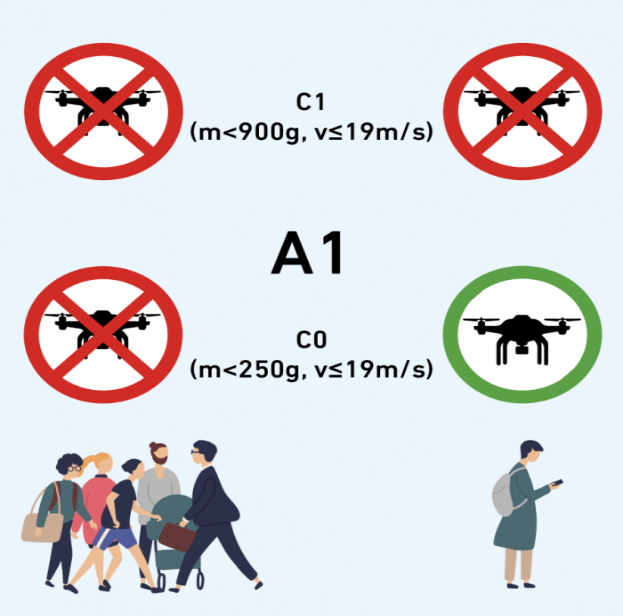 C1
(m<900g, v≤19m/s)
A1
C0
(m<250g, v≤19m/s)